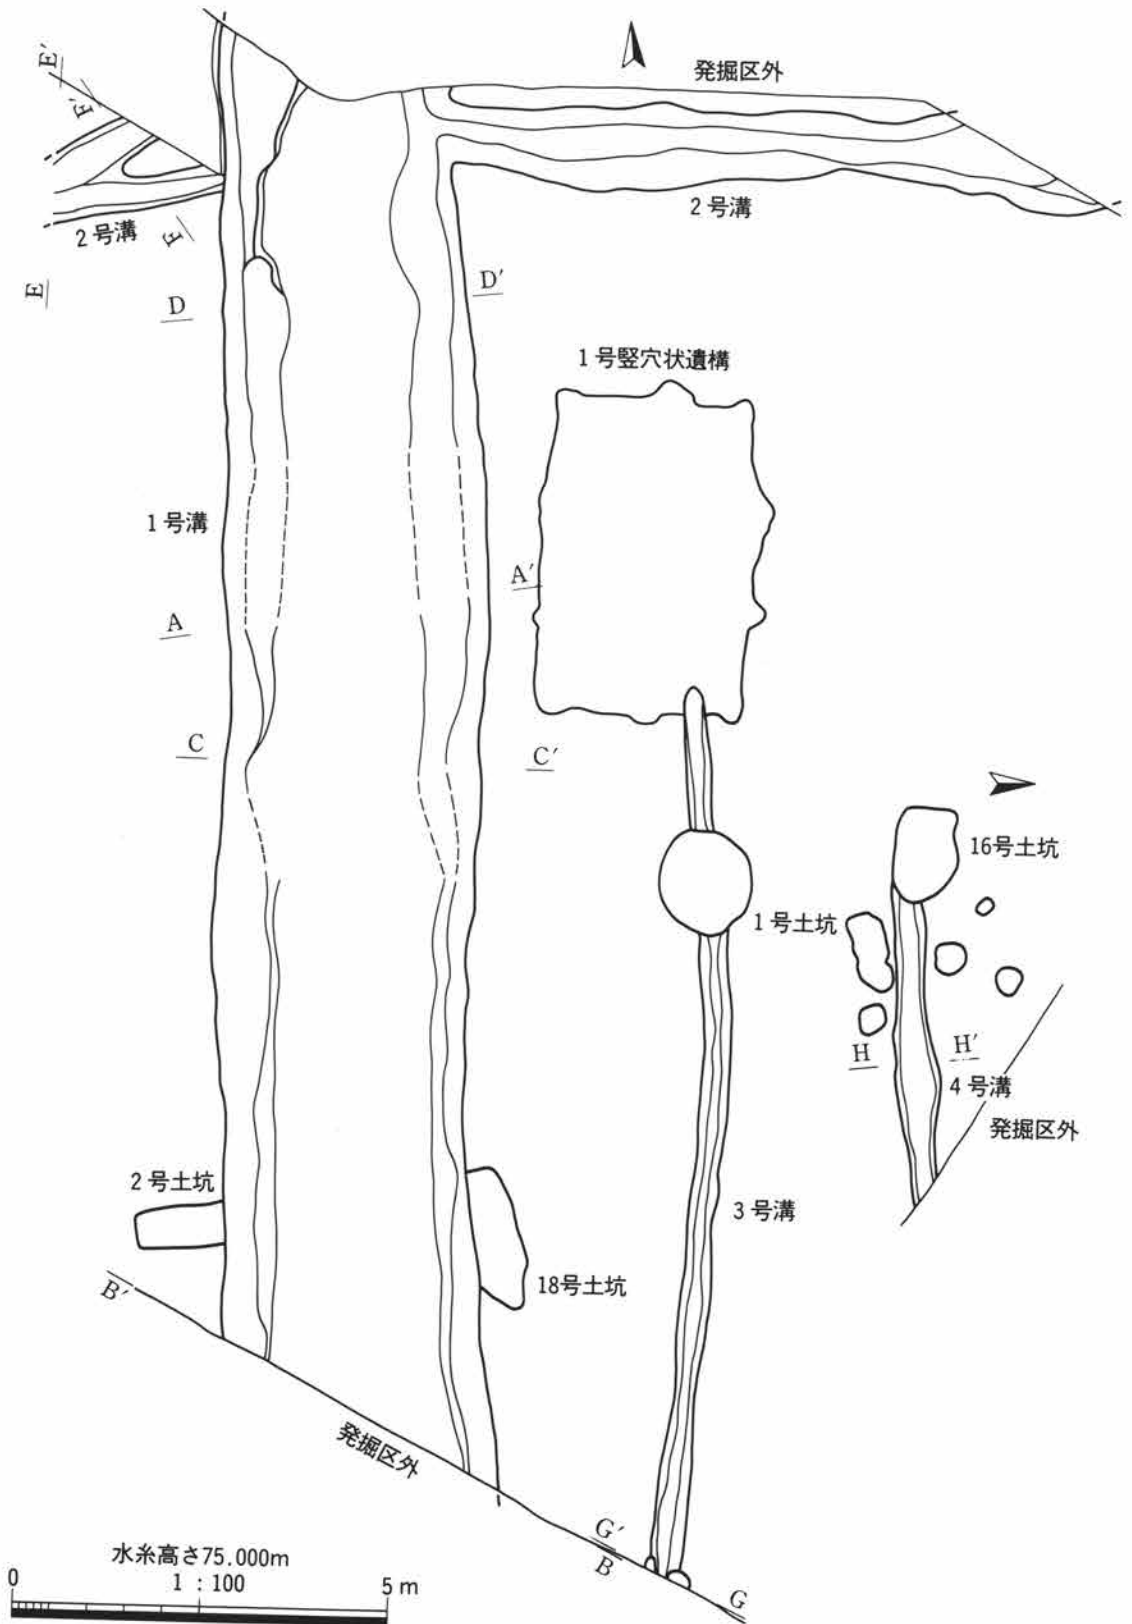 発掘区外
E′
F′
2号溝
F
2号溝
E
D
D′
1号竪穴状遺構
1号溝
A′
A
C
C′
16号土坑
1号土坑
H
H′
4号溝
発掘区外
2号土坑
3号溝
18号土坑
B′
発掘区外
G′
B
G
水糸高さ75.000m
0
1：100
5m